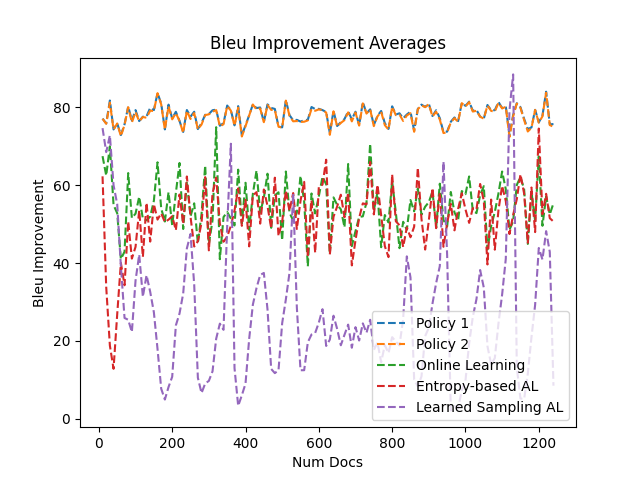 Bleu Improvement Averages
Bleu Improvement
80
60
40
20
0
0 200 400 600 800 1000 1200
Num Docs
Policy 1
Policy 2
Online Learning
Entropy-based AL
Learned Sampling AL